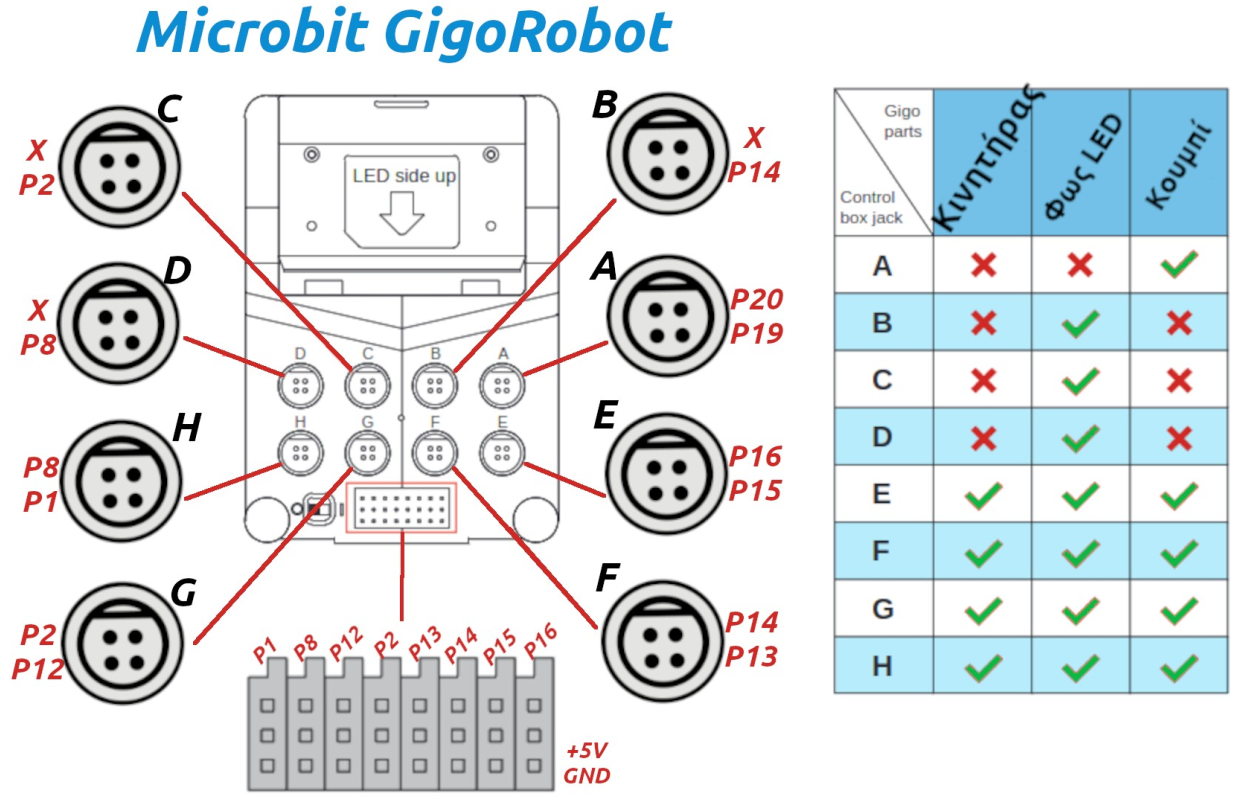 Microbit GigoRobot
C
X
P2
D
X
P8
H
P8
P1
G
P2
P12
LED side up
D C B A
H G F E
B
X
P14
A
P20
P19
E
P16
P15
F
P14
P13
P1 P8 P12 P2 P13 P14 P15 P16
+5V
GND
Gigo
parts
Control
box jack
Κινητήρας
Φως LED
Κουμπί
A
B
C
D
E
F
G
H